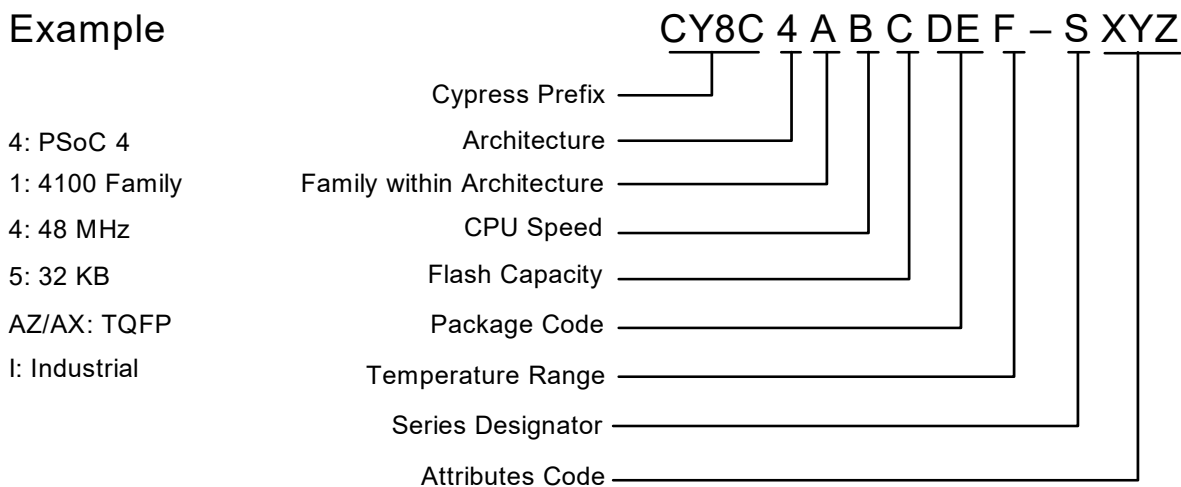 Example CY8C 4 A B C DE F – S XYZ
Cypress Prefix
4: PSoC 4 Architecture
1: 4100 Family Family within Architecture
4: 48 MHz CPU Speed
5: 32 KB Flash Capacity
AZ/AX: TQFP Package Code
I: Industrial Temperature Range
Series Designator
Attributes Code